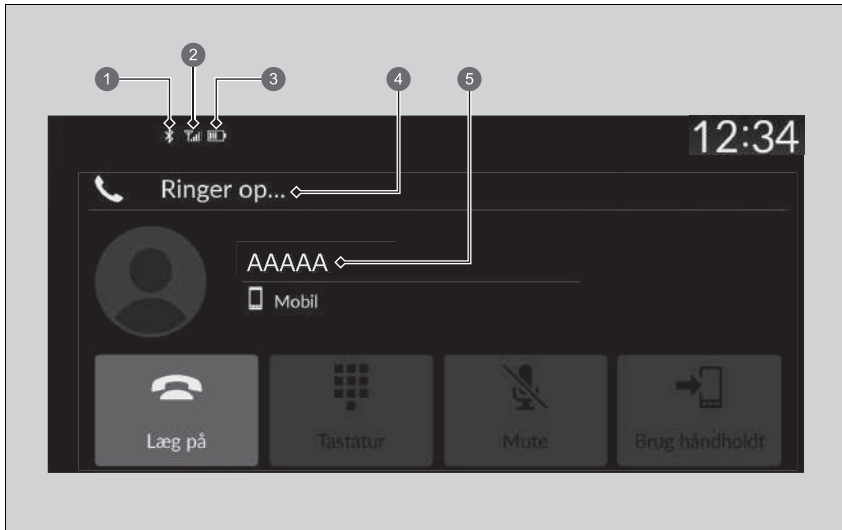 1 2 3 4 5
12:34
Ringer op...
AAAAA
Mobil
Læg på Tastatur Mute Brug håndholdt